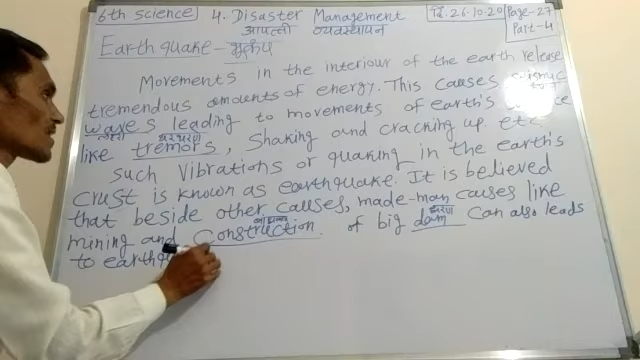 6th science
4. Disaster Management
आपत्ती व्यवस्थापन
दि. 26.10.20
Page-27
Part-4
Earthquake - भूकंप
Movements in the interiour of the earth release
tremendous amounts of energy. This causes seismic
waves leading to movements of earth's
थरथरणे
like tremors, Shaking and cracking up. etc
such vibrations or quaking in the earth's
crust is known as earthquake. It is believed
that beside other causes, made-man causes like
बांधकाम धरण
mining and Construction of big dam can also leads
to